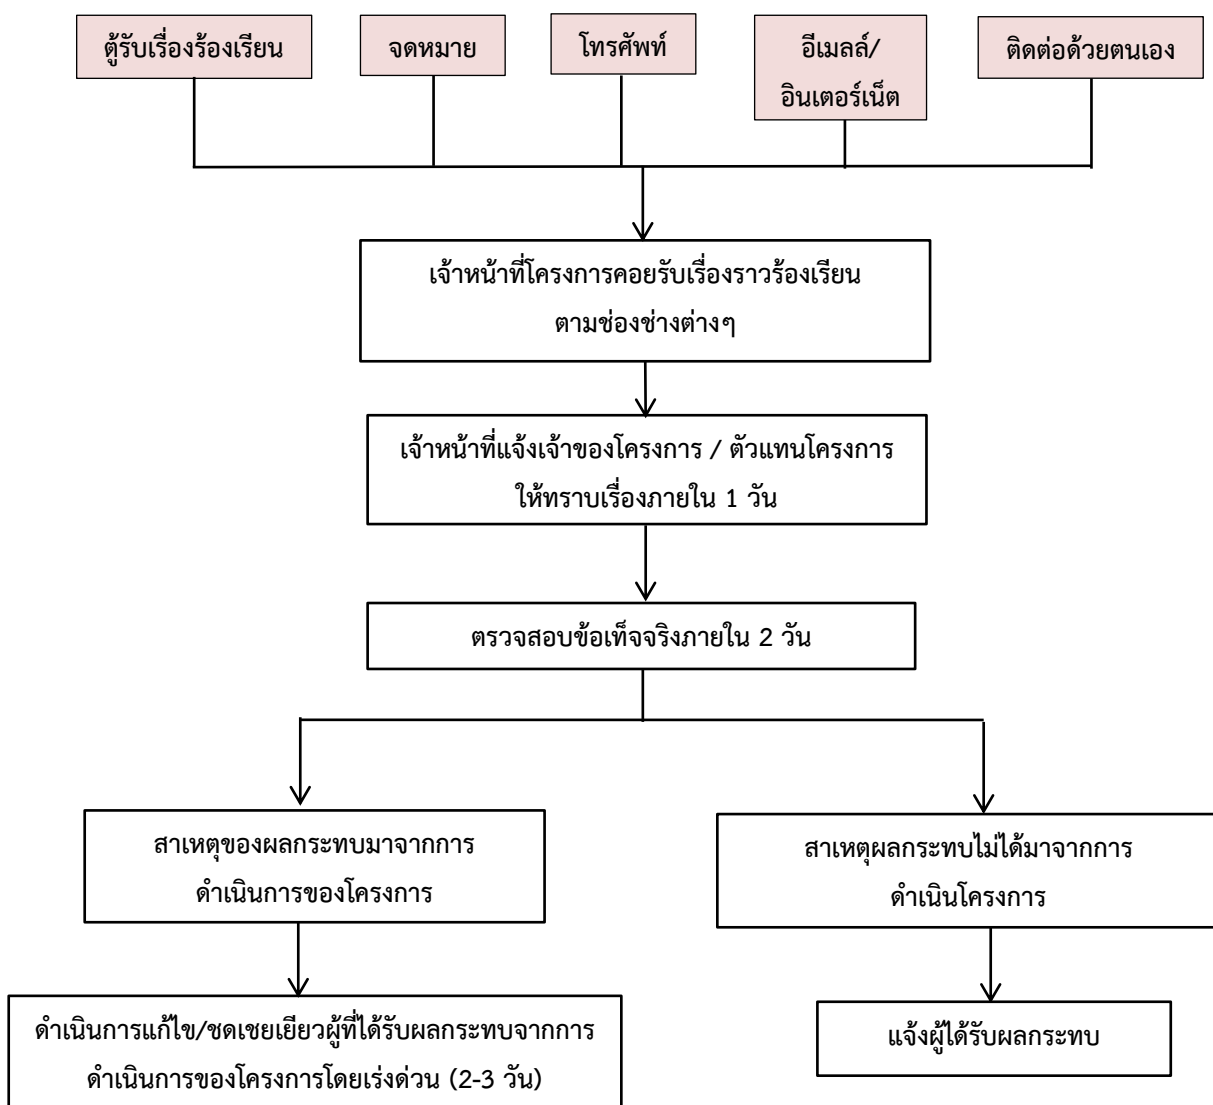 ตู้รับเรื่องร้องเรียน
จดหมาย
โทรศัพท์
อีเมลล์/
อินเตอร์เน็ต
ติดต่อด้วยตนเอง
เจ้าหน้าที่โครงการคอยรับเรื่องราวร้องเรียน
ตามช่องช่างต่างๆ
เจ้าหน้าที่แจ้งเจ้าของโครงการ / ตัวแทนโครงการ
ให้ทราบเรื่องภายใน 1 วัน
ตรวจสอบข้อเท็จจริงภายใน 2 วัน
สาเหตุของผลกระทบมาจากการ
ดำเนินการของโครงการ
สาเหตุผลกระทบไม่ได้มาจากการ
ดำเนินโครงการ
ดำเนินการแก้ไข/ชดเชยเยียวผู้ที่ได้รับผลกระทบจากการ
ดำเนินการของโครงการโดยเร่งด่วน (2-3 วัน)
แจ้งผู้ได้รับผลกระทบ